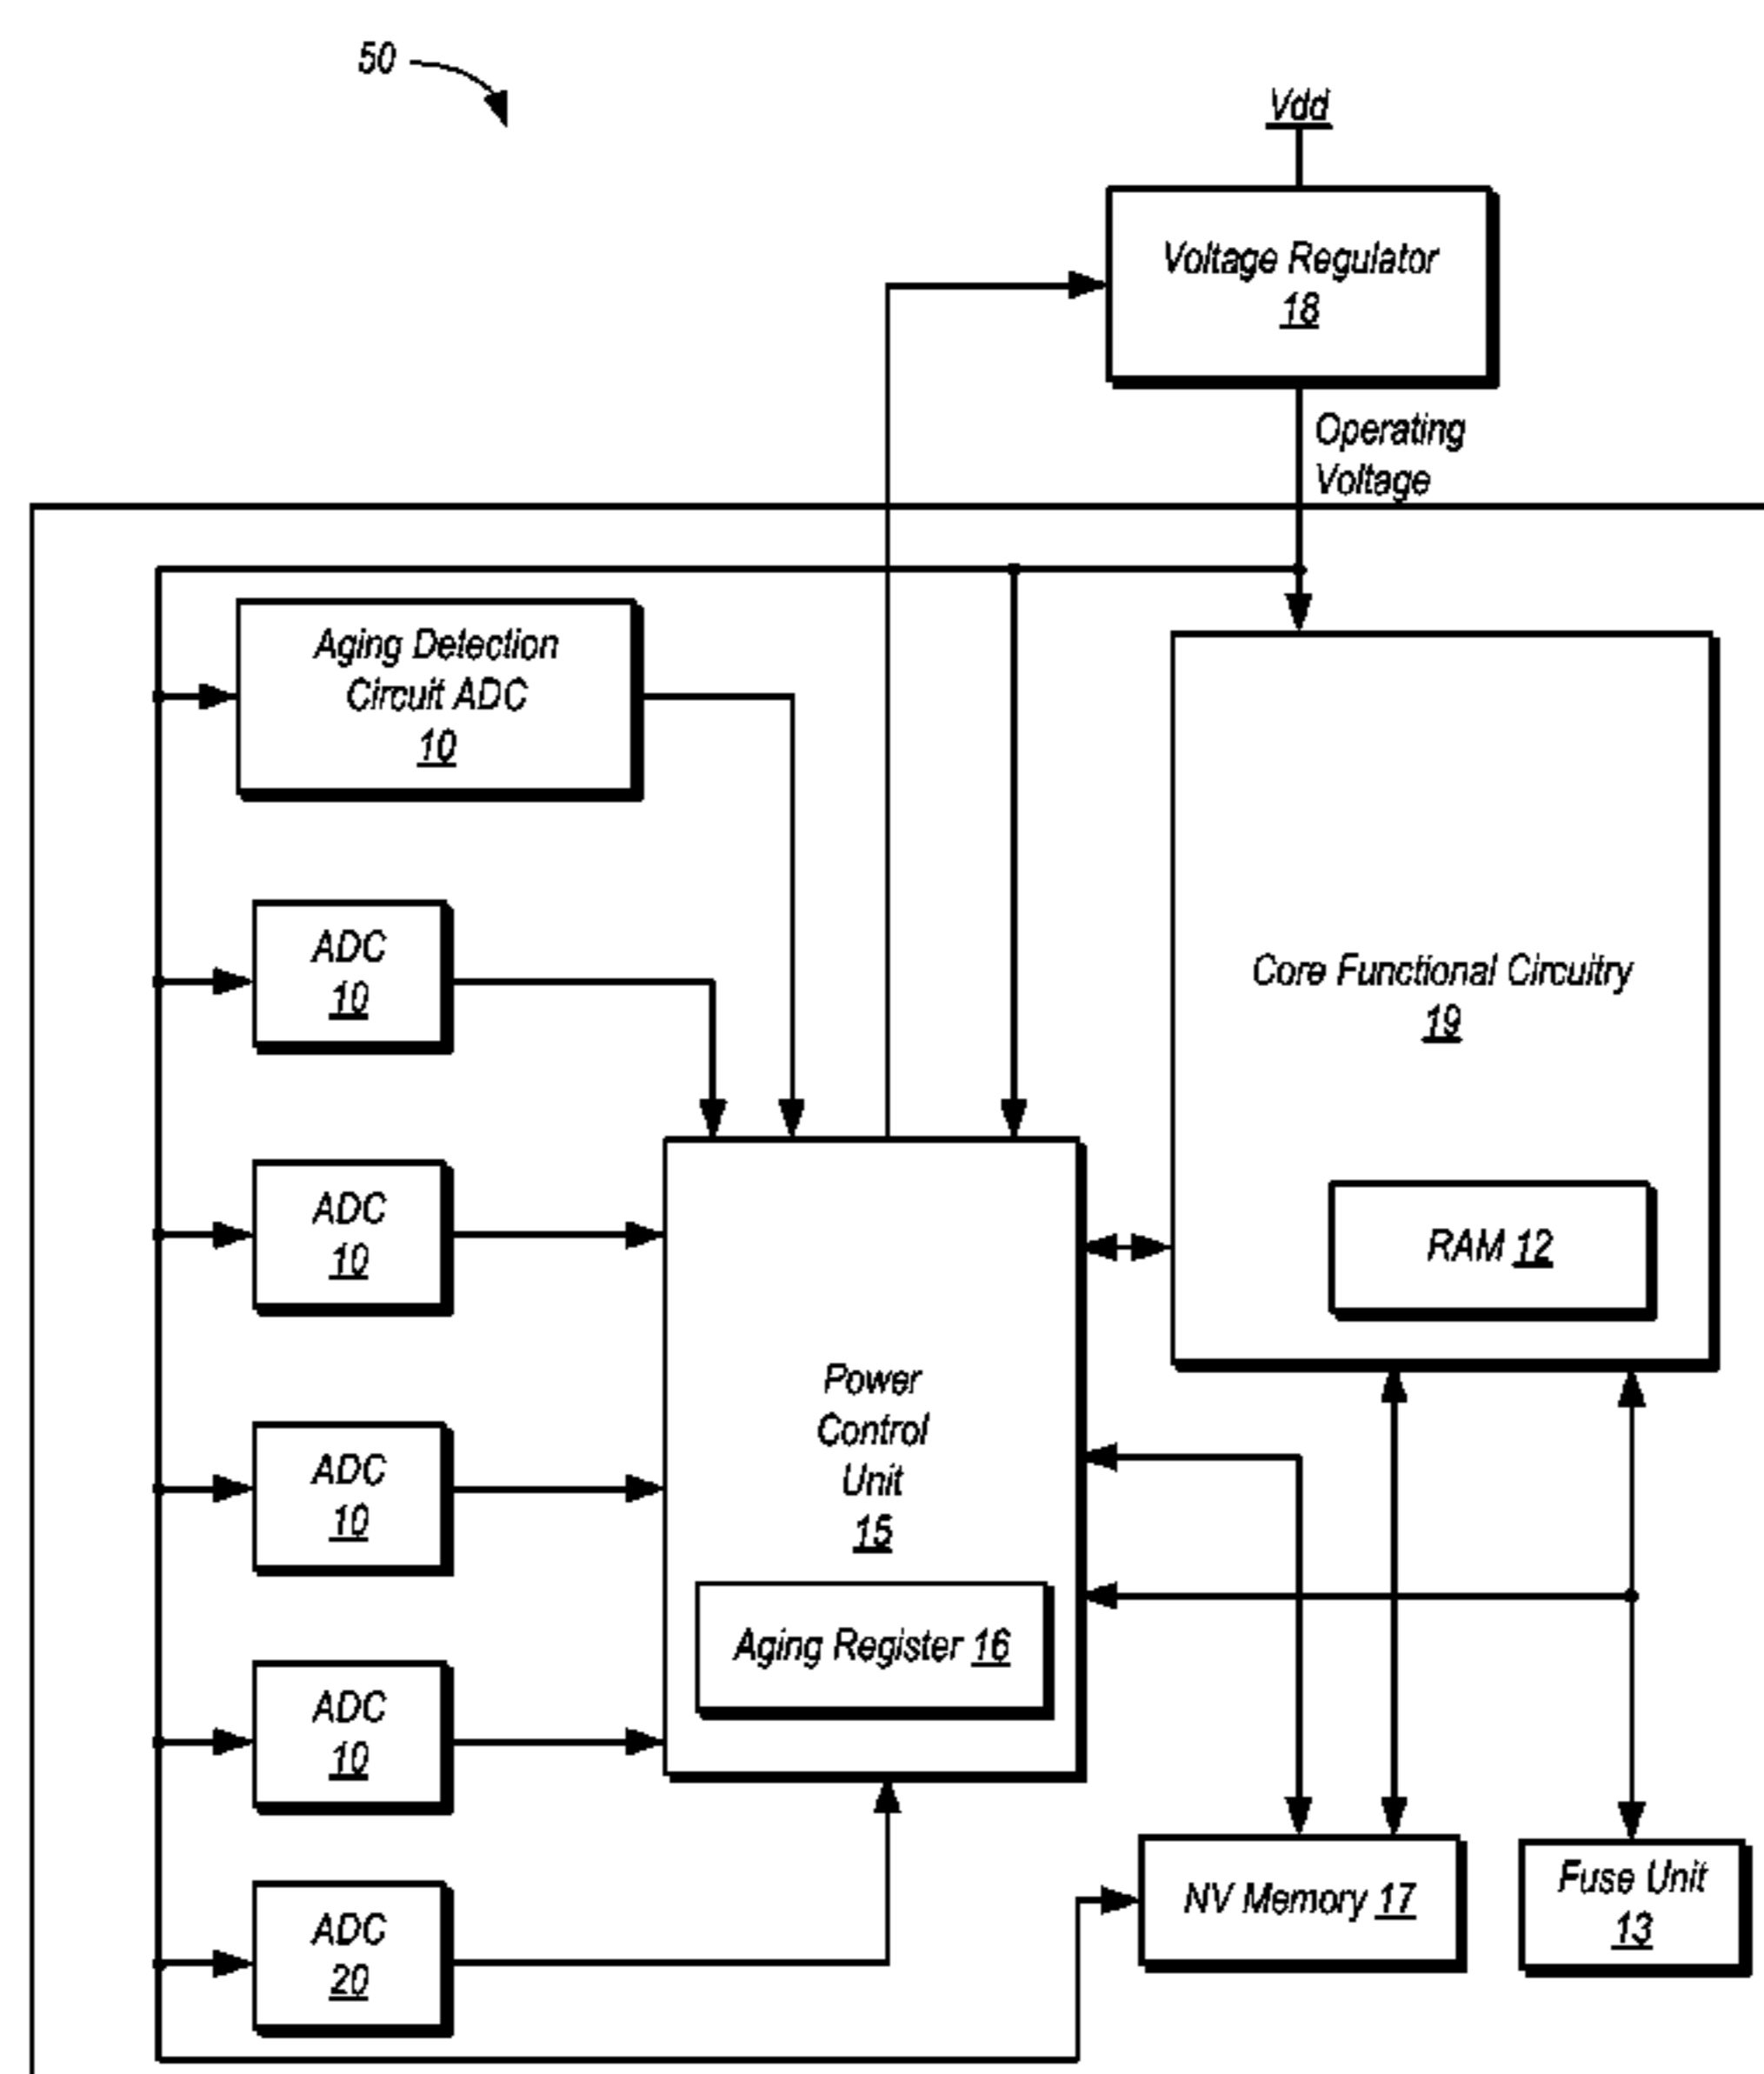 50
Vdd
Voltage Regulator
18
Operating
Voltage
Aging Detection
Circuit ADC
10
ADC
10
Core Functional Circuitry
19
ADC
10
RAM 12
Power
Control
Unit
15
ADC
10
Aging Register 16
ADC
10
NV Memory 17
Fuse Unit
13
ADC
20